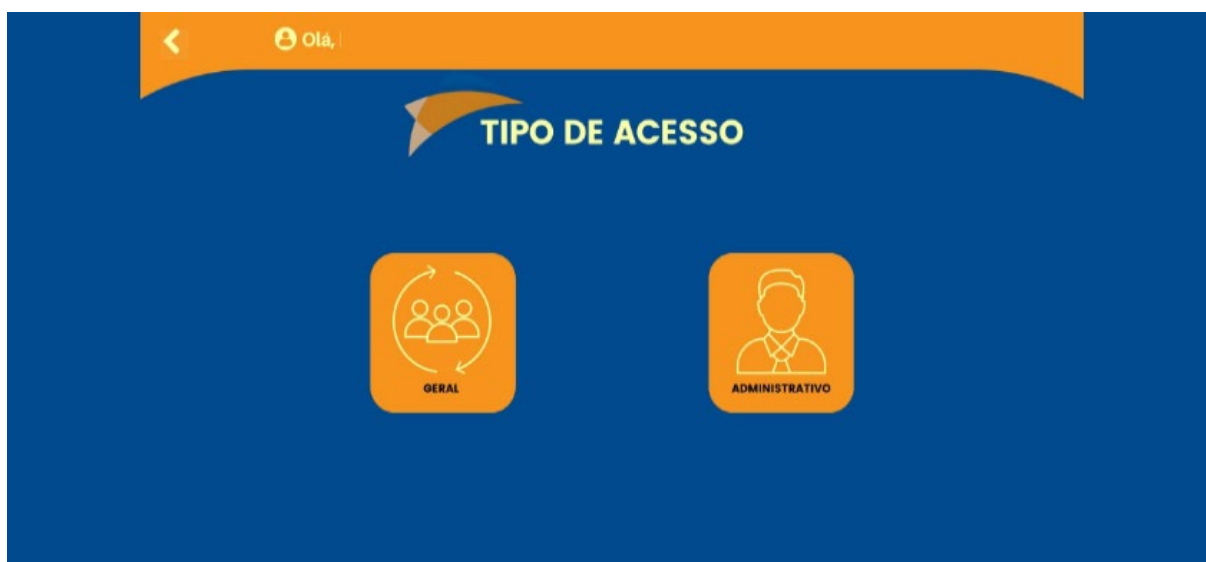 Olá,
TIPO DE ACESSO
GERAL
ADMINISTRATIVO